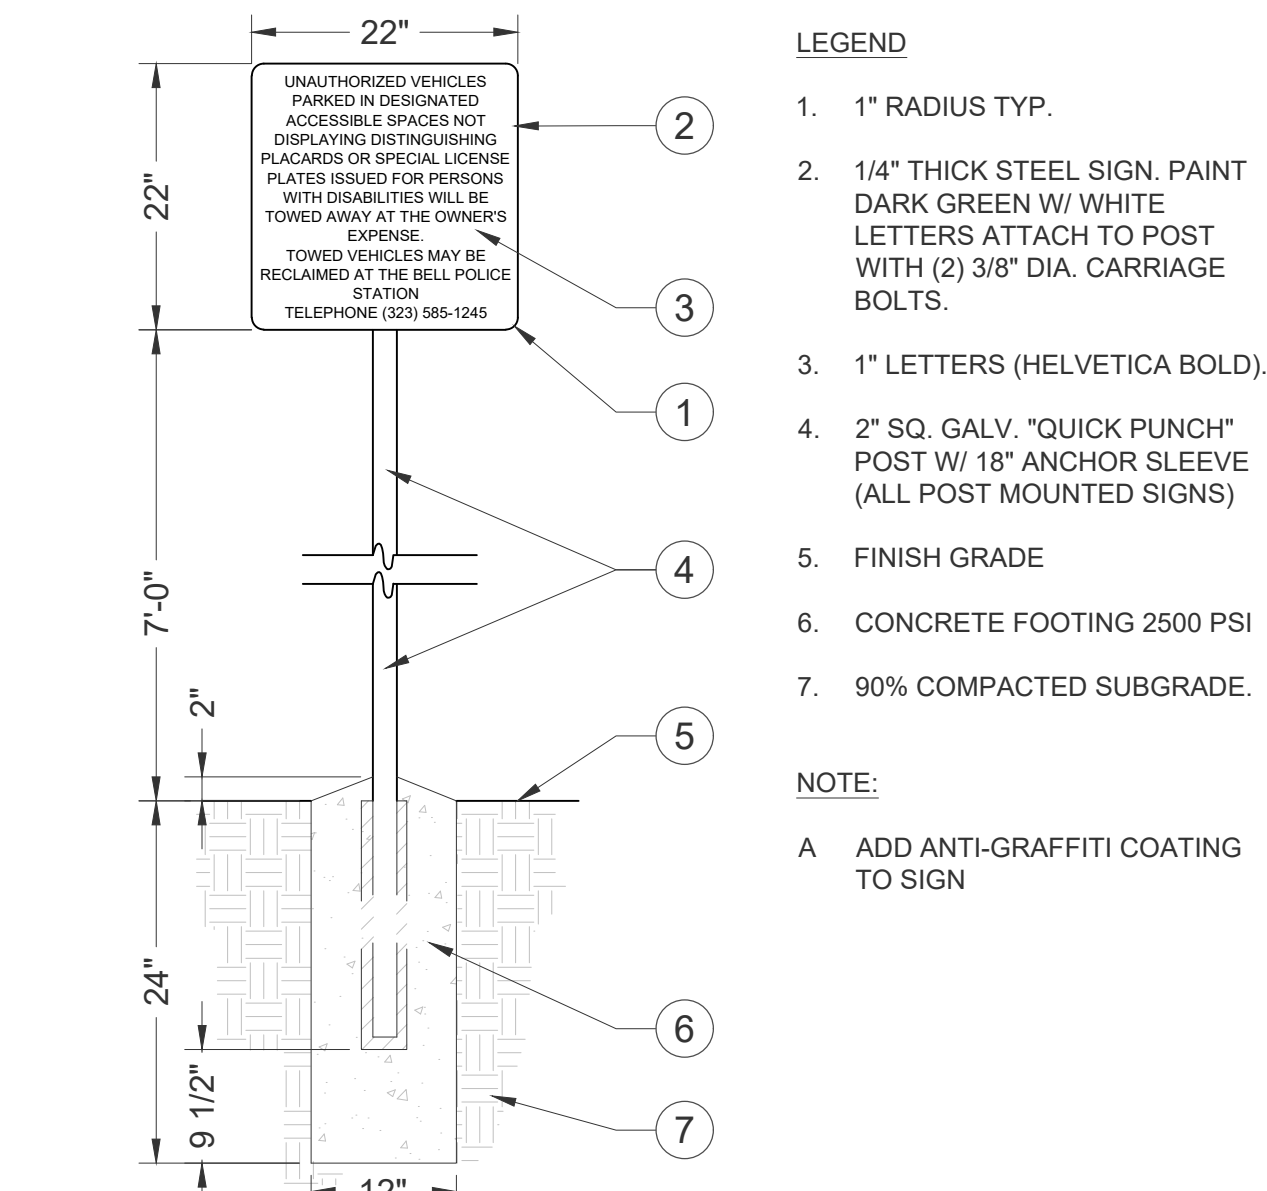 22"
UNAUTHORIZED VEHICLES
PARKED IN DESIGNATED
ACCESSIBLE SPACES NOT
DISPLAYING DISTINGUISHING
PLACARDS OR SPECIAL LICENSE
PLATES ISSUED FOR PERSONS
WITH DISABILITIES WILL BE
TOWED AWAY AT THE OWNER'S
EXPENSE.
TOWED VEHICLES MAY BE
RECLAIMED AT THE BELL POLICE
STATION
TELEPHONE (323) 585-1245
22"
7'-0"
2"
24"
9 1/2"
12"
2
3
1
4
5
6
7
LEGEND
1. 1" RADIUS TYP.
2. 1/4" THICK STEEL SIGN. PAINT
DARK GREEN W/ WHITE
LETTERS ATTACH TO POST
WITH (2) 3/8" DIA. CARRIAGE
BOLTS.
3. 1" LETTERS (HELVETICA BOLD).
4. 2" SQ. GALV. "QUICK PUNCH"
POST W/ 18" ANCHOR SLEEVE
(ALL POST MOUNTED SIGNS)
5. FINISH GRADE
6. CONCRETE FOOTING 2500 PSI
7. 90% COMPACTED SUBGRADE.
NOTE:
A ADD ANTI-GRAFFITI COATING
TO SIGN